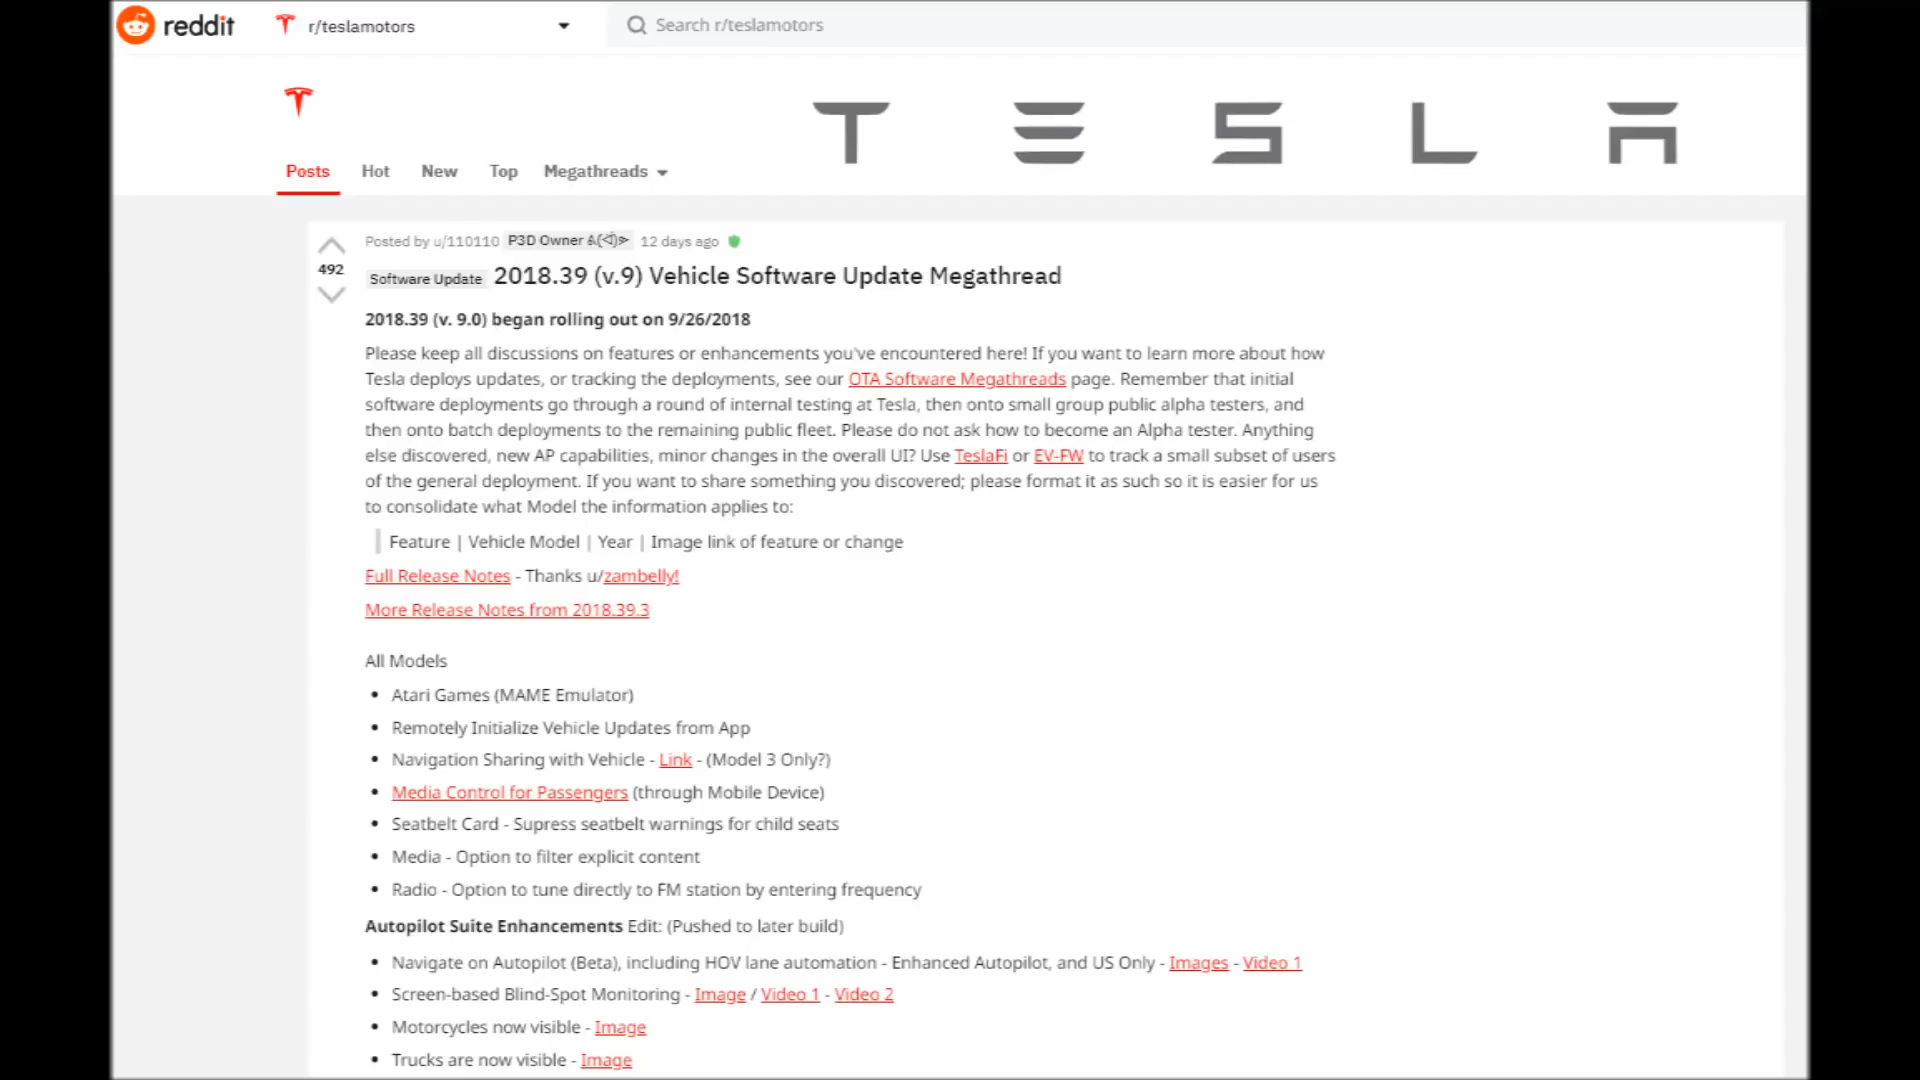 reddit r/teslamotors Search r/teslamotors
TESLA
Posts Hot New Top Megathreads
Posted by u/110110 P3D Owner 12 days ago
492
Software Update 2018.39 (v.9) Vehicle Software Update Megathread
2018.39 (v. 9.0) began rolling out on 9/26/2018
Please keep all discussions on features or enhancements you've encountered here! If you want to learn more about how
Tesla deploys updates, or tracking the deployments, see our OTA Software Megathreads page. Remember that initial
software deployments go through a round of internal testing at Tesla, then onto small group public alpha testers, and
then onto batch deployments to the remaining public fleet. Please do not ask how to become an Alpha tester. Anything
else discovered, new AP capabilities, minor changes in the overall UI? Use TeslaFi or EV-FW to track a small subset of users
of the general deployment. If you want to share something you discovered; please format it as such so it is easier for us
to consolidate what Model the information applies to:
Feature | Vehicle Model | Year | Image link of feature or change
Full Release Notes - Thanks u/zambelly!
More Release Notes from 2018.39.3
All Models
• Atari Games (MAME Emulator)
• Remotely Initialize Vehicle Updates from App
• Navigation Sharing with Vehicle - Link - (Model 3 Only?)
• Media Control for Passengers (through Mobile Device)
• Seatbelt Card - Supress seatbelt warnings for child seats
• Media - Option to filter explicit content
• Radio - Option to tune directly to FM station by entering frequency
Autopilot Suite Enhancements Edit: (Pushed to later build)
• Navigate on Autopilot (Beta), including HOV lane automation - Enhanced Autopilot, and US Only - Images - Video 1
• Screen-based Blind-Spot Monitoring - Image / Video 1 - Video 2
• Motorcycles now visible - Image
• Trucks are now visible - Image